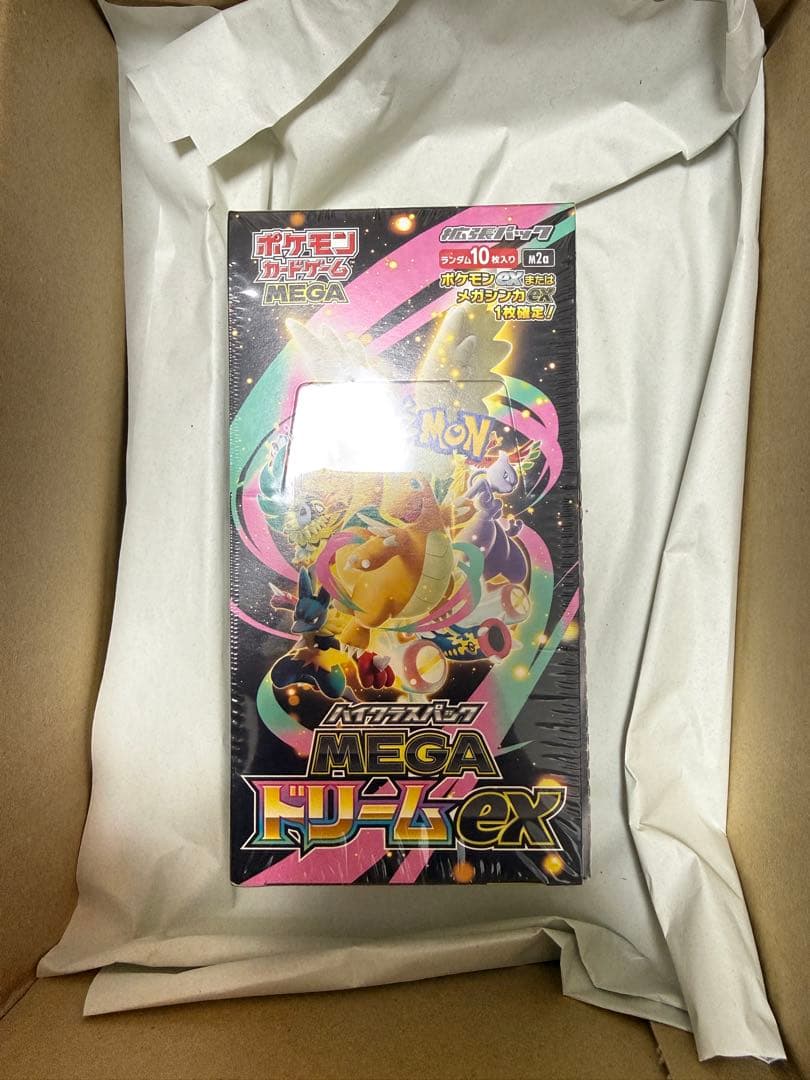 ポケモン
カードゲーム
MEGA
拡張パック
ランダム10枚入り M2a
ポケモンexまたは
メガシンカex
1枚確定!
MON
ハイクラスパック
MEGA
ドリームex